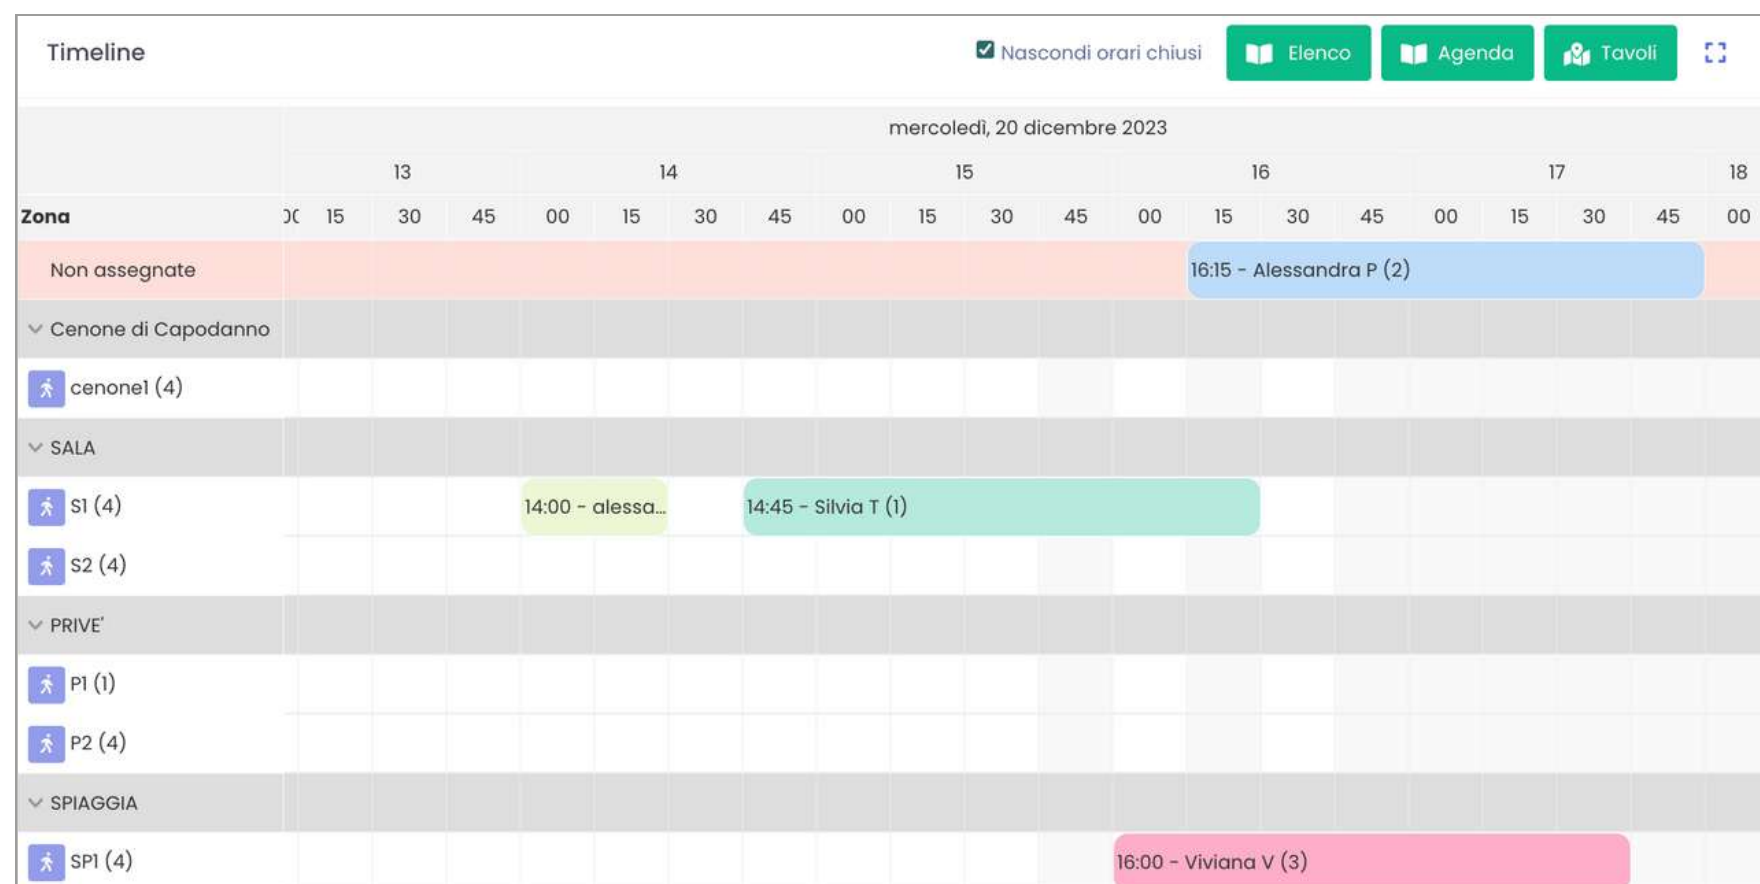 Timeline
Nascondi orari chiusi
Elenco
Agenda
Tavoli
mercoledì, 20 dicembre 2023
13 14 15 16 17 18
Zona 00 15 30 45 00 15 30 45 00 15 30 45 00 15 30 45 00 15 30 45 00
Non assegnate 16:15 - Alessandra P (2)
Cenone di Capodanno
cenone1 (4)
SALA
S1 (4) 14:00 - alessa... 14:45 - Silvia T (1)
S2 (4)
PRIVE'
P1 (1)
P2 (4)
SPIAGGIA
SP1 (4) 16:00 - Viviana V (3)